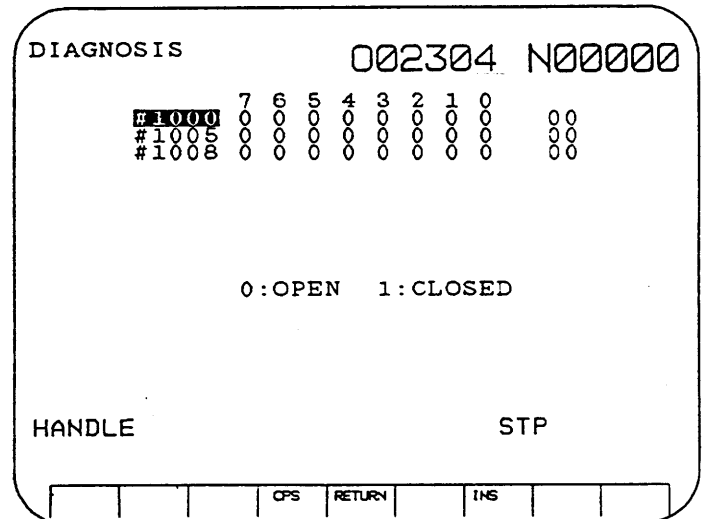 DIAGNOSIS O02304 N00000
7 6 5 4 3 2 1 0
#1000 0 0 0 0 0 0 0 0 00
#1005 0 0 0 0 0 0 0 0 00
#1008 0 0 0 0 0 0 0 0 00
0:OPEN 1:CLOSED
HANDLE STP
CPS RETURN INS